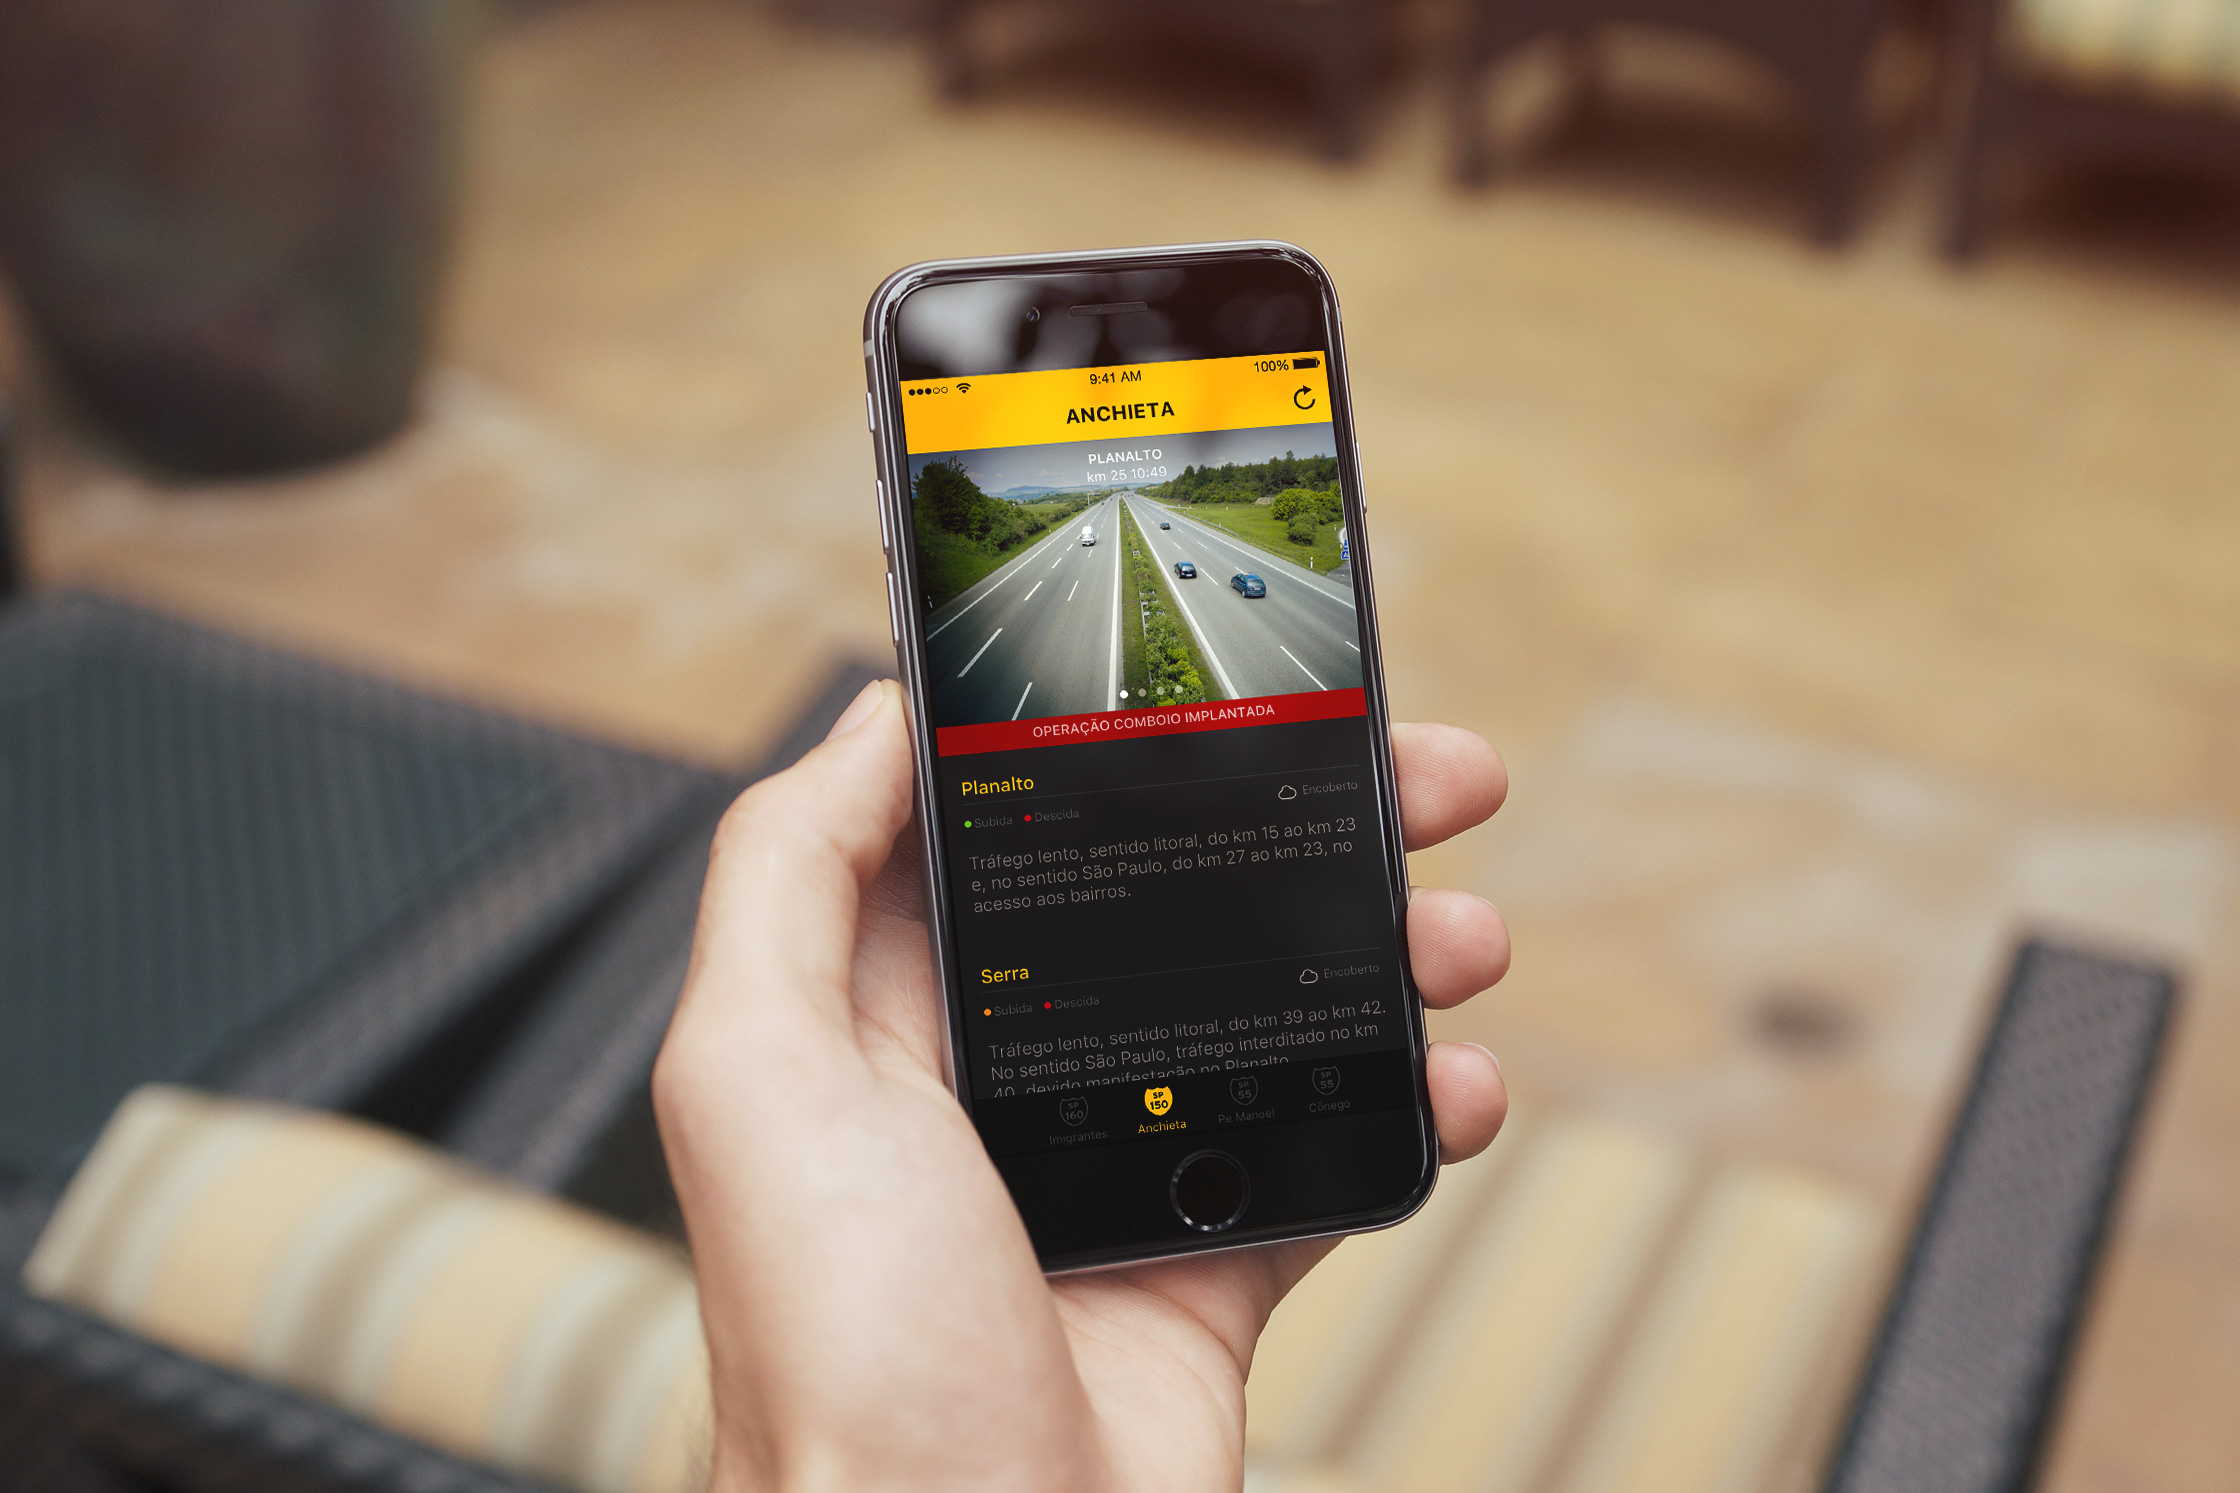 9:41 AM
100%
ANCHIETA
PLANALTO
km 25 10:49
OPERAÇÃO COMBOIO IMPLANTADA
Planalto
Encoberto
Subida
Descida
Tráfego lento, sentido litoral, do km 15 ao km 23
e, no sentido São Paulo, do km 27 ao km 23, no
acesso aos bairros.
Serra
Encoberto
Subida
Descida
Tráfego lento, sentido litoral, do km 39 ao km 42.
No sentido São Paulo, tráfego interditado no km
40, devido manifestação no Planalto
SP 160
Imigrantes
SP 150
Anchieta
SP 55
Pe Manoel
SP 55
Cônego